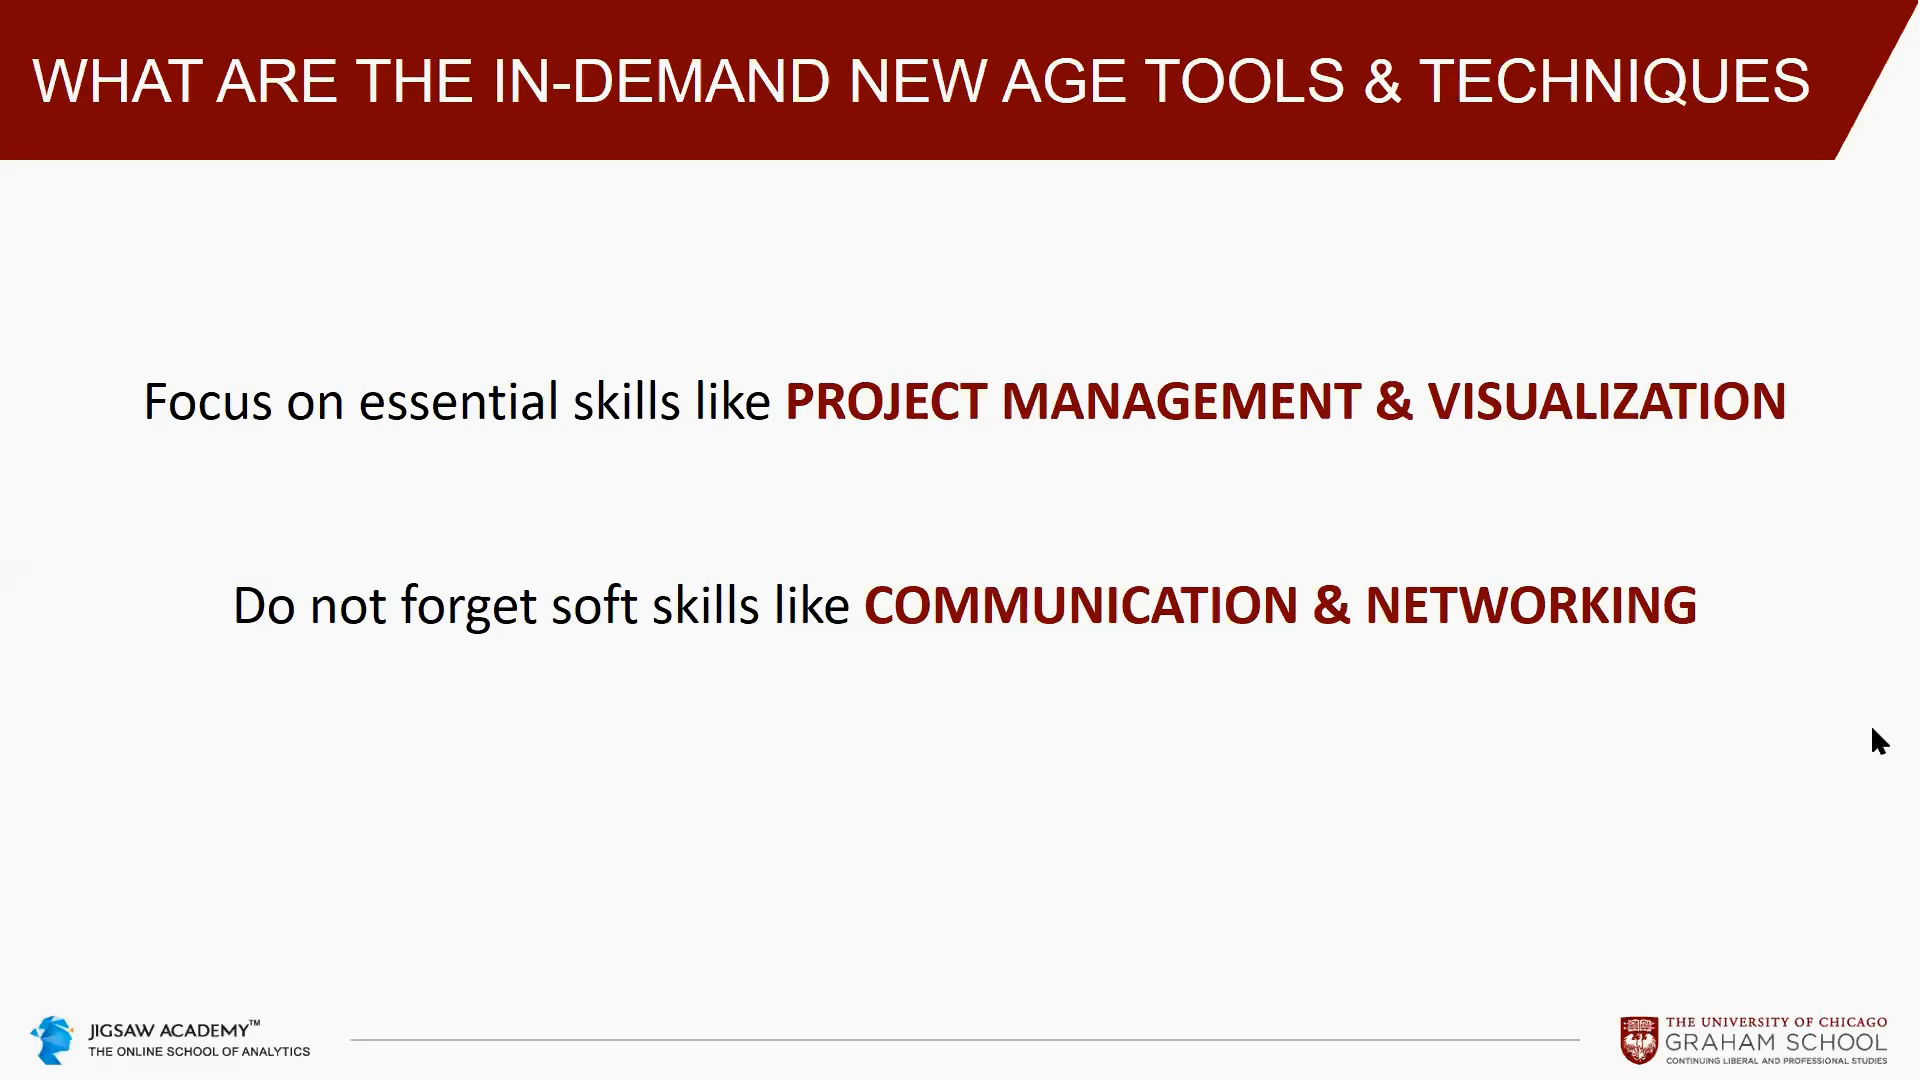 WHAT ARE THE IN-DEMAND NEW AGE TOOLS & TECHNIQUES
Focus on essential skills like PROJECT MANAGEMENT & VISUALIZATION
Do not forget soft skills like COMMUNICATION & NETWORKING
JIGSAW ACADEMY™
THE ONLINE SCHOOL OF ANALYTICS
THE UNIVERSITY OF CHICAGO
GRAHAM SCHOOL
CONTINUING LIBERAL AND PROFESSIONAL STUDIES